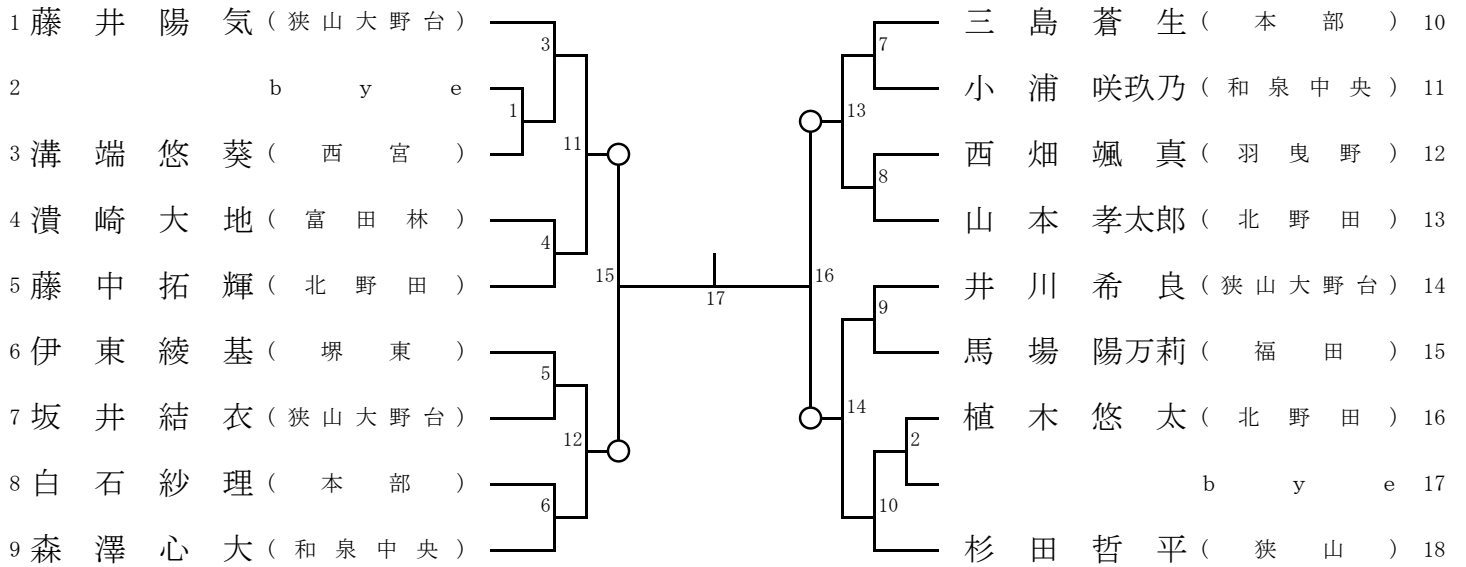 1 藤井陽気 (狭山大野台)
2 bye
3 溝端悠葵 (西宮)
4 濵崎大地 (富田林)
5 藤中拓輝 (北野田)
6 伊東綾基 (堺東)
7 坂井結衣 (狭山大野台)
8 白石紗理 (本部)
9 森澤心大 (和泉中央)
3
1
11
4
15
5
12
6
17
7
13
8
16
9
14
2
10
三島蒼生 (本部) 10
小浦咲玖乃 (和泉中央) 11
西畑颯真 (羽曳野) 12
山本孝太郎 (北野田) 13
井川希良 (狭山大野台) 14
馬場陽万莉 (福田) 15
植木悠太 (北野田) 16
bye 17
杉田哲平 (狭山) 18